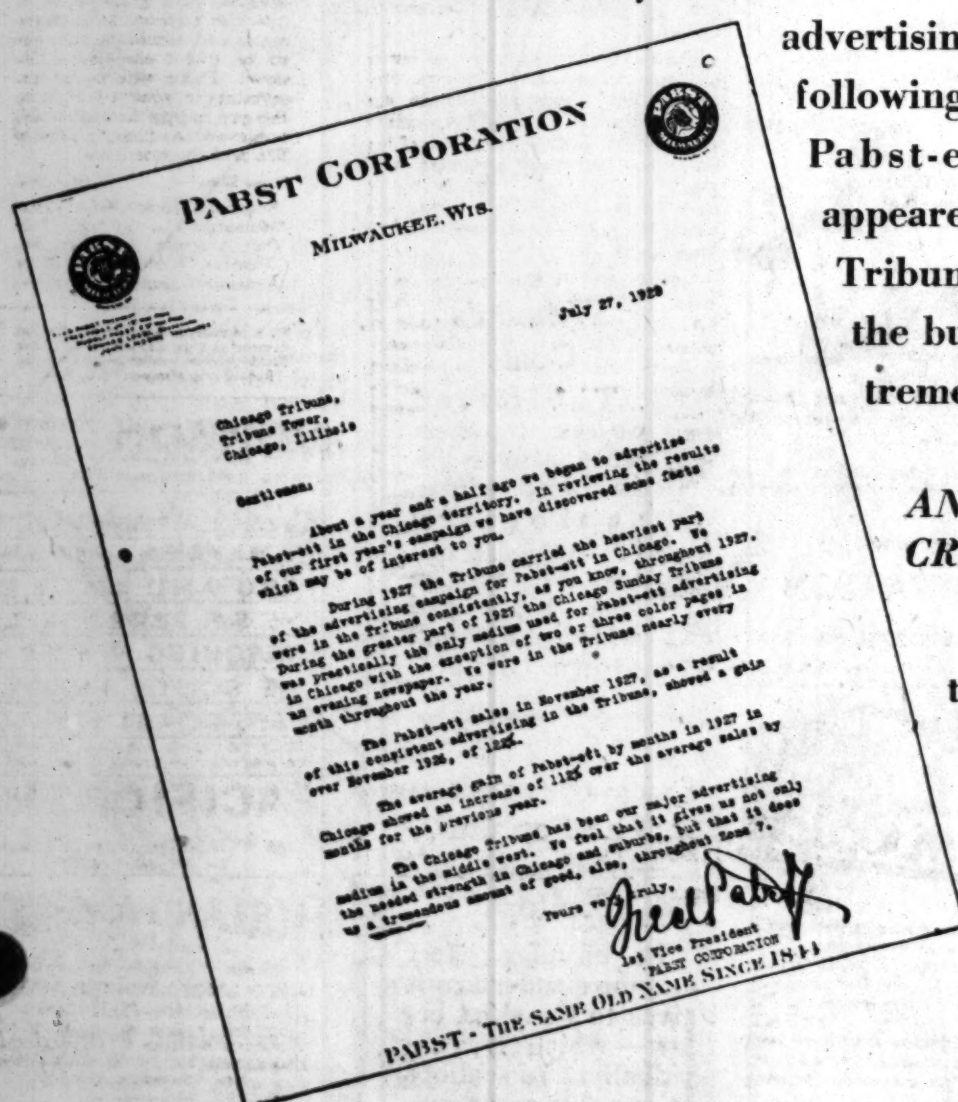 advertisin
following
Pabst-e
appeare
Tribun
the bu
treme
AN
CR
t
PABST CORPORATION
MILWAUKEE, WIS.
PABST
MILWAUKEE
PABST
MILWAUKEE
July 27, 1928
Chicago Tribune,
Tribune Tower,
Chicago, Illinois
Gentlemen:
About a year and a half ago we began to advertise
Pabst-ett in the Chicago territory. In reviewing the results
of our first year's campaign we have discovered some facts
which may be of interest to you.
During 1927 the Tribune carried the heaviest part
of the advertising campaign for Pabst-ett in Chicago. We
were in the Tribune consistently, as you know, throughout 1927.
During the greater part of 1927 the Chicago Sunday Tribune
was practically the only medium used for Pabst-ett advertising
in Chicago with the exception of two or three color pages in
an evening newspaper. We were in the Tribune nearly every
month throughout the year.
The Pabst-ett sales in November 1927, as a result
of this consistent advertising in the Tribune, showed a gain
over November 1926, of
The average gain of Pabst-ett by months in 1927 in
Chicago showed an increase of 112% over the average sales by
months for the previous year.
The Chicago Tribune has been our major advertising
medium in the middle west. We feel that it gives us not only
the needed strength in Chicago and suburbs, but that it does
us a tremendous amount of good, also, throughout Zone 7.
Yours very truly,
Fred Pabst
1st Vice President
PABST CORPORATION
PABST - THE SAME OLD NAME SINCE 1844